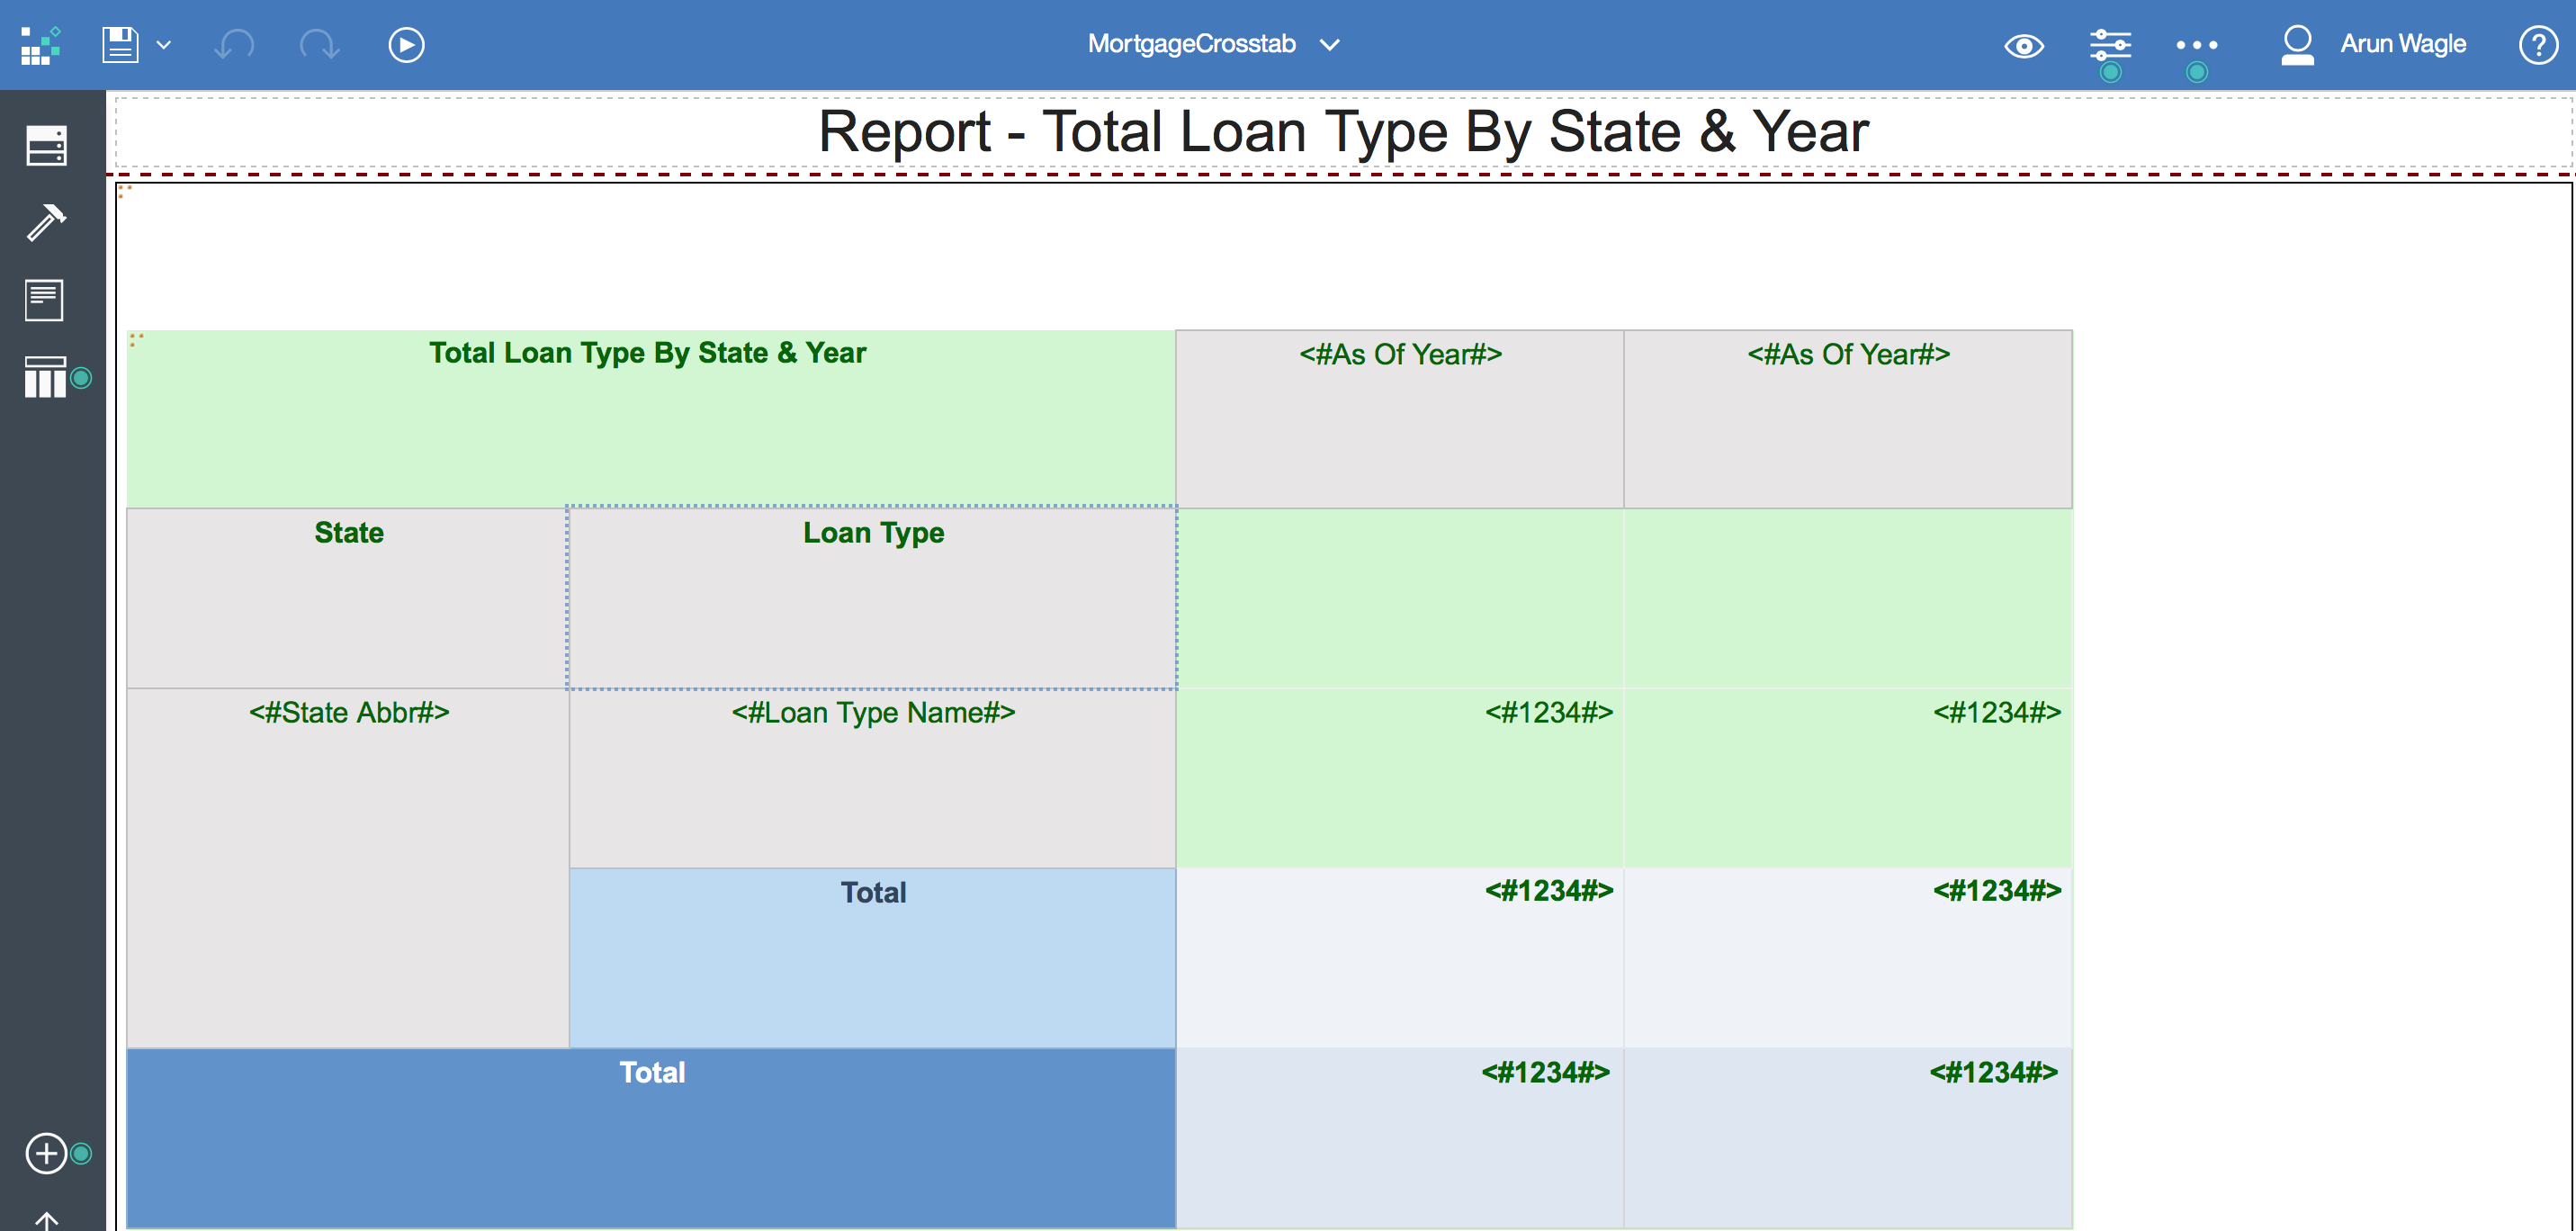 MortgageCrosstab
Arun Wagle
?
Report - Total Loan Type By State & Year
Total Loan Type By State & Year <#As Of Year#> <#As Of Year#>
State Loan Type
<#State Abbr#> <#Loan Type Name#> <#1234#> <#1234#>
Total <#1234#> <#1234#>
Total <#1234#> <#1234#>